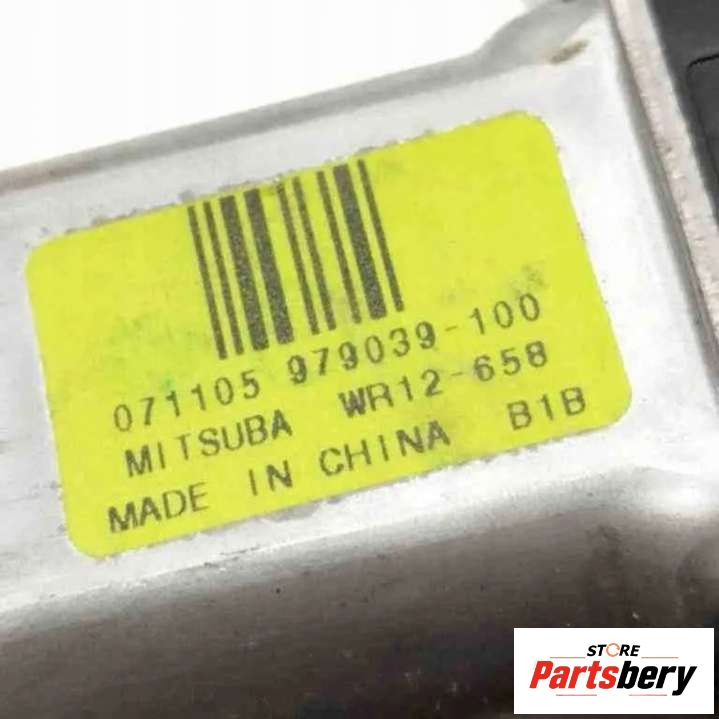 071105 979039-100
MITSUBA WR12-658
MADE IN CHINA B1B
STORE
Partsbery